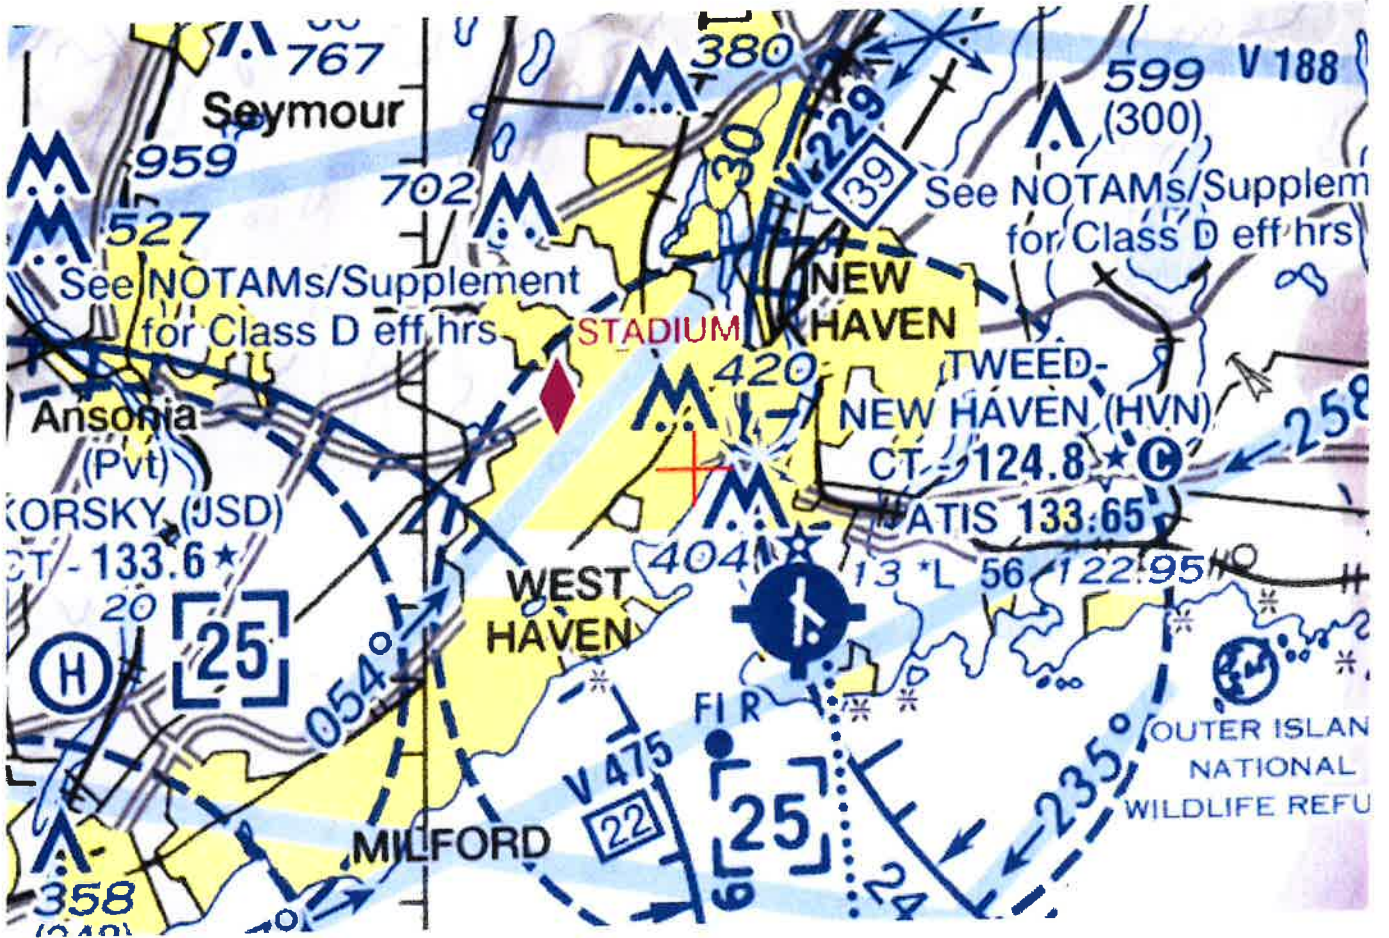 767
380
599
(300)
V 188
Seymour
959
702
30
V 229
39
527
See NOTAMs/Supplem
for Class D eff hrs
See NOTAMs/Supplement
for Class D eff hrs
NEW
HAVEN
STADIUM
420
TWEED-
NEW HAVEN (HVN)
CT - 124.8 ★ C
ATIS 133.65
13 *L 56 122.95
258
Ansonia
(Pvt)
KORSKY (JSD)
CT - 133.6 ★
20
H
25
404
WEST
HAVEN
054°
FI R
V 475
22
25
235°
OUTER ISLAN
NATIONAL
WILDLIFE REFU
MILFORD
358
6
24